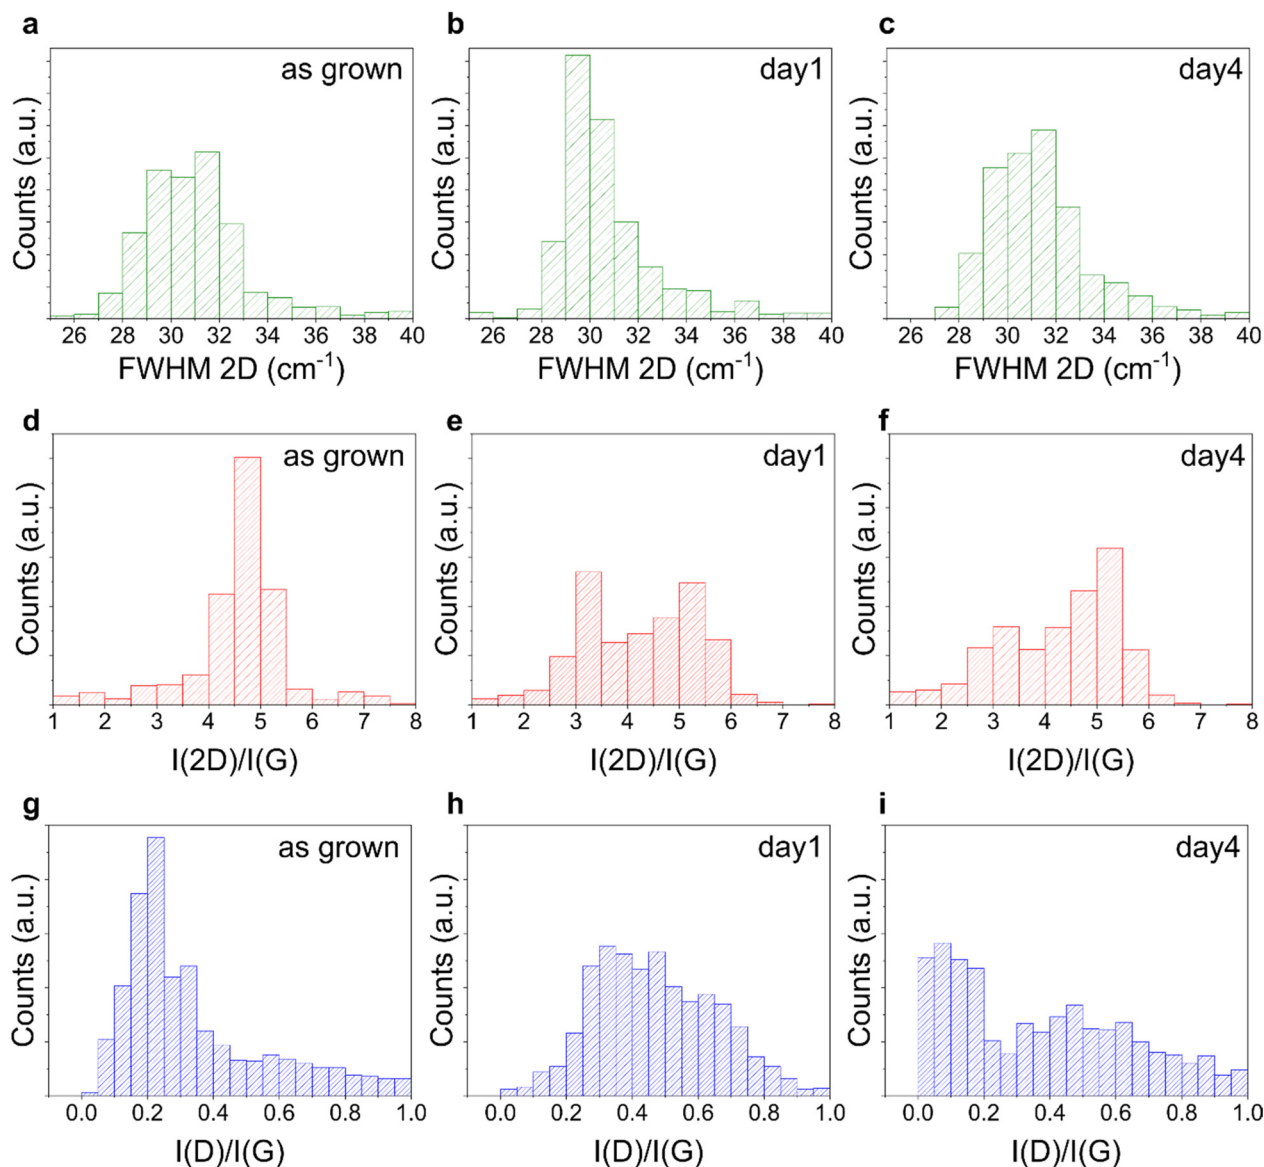 a
as grown
Counts (a.u.)
26 28 30 32 34 36 38 40
FWHM 2D (cm⁻¹)
b
day1
Counts (a.u.)
26 28 30 32 34 36 38 40
FWHM 2D (cm⁻¹)
c
day4
Counts (a.u.)
26 28 30 32 34 36 38 40
FWHM 2D (cm⁻¹)
d
as grown
Counts (a.u.)
1 2 3 4 5 6 7 8
I(2D)/I(G)
e
day1
Counts (a.u.)
1 2 3 4 5 6 7 8
I(2D)/I(G)
f
day4
Counts (a.u.)
1 2 3 4 5 6 7 8
I(2D)/I(G)
g
as grown
Counts (a.u.)
0.0 0.2 0.4 0.6 0.8 1.0
I(D)/I(G)
h
day1
Counts (a.u.)
0.0 0.2 0.4 0.6 0.8 1.0
I(D)/I(G)
i
day4
Counts (a.u.)
0.0 0.2 0.4 0.6 0.8 1.0
I(D)/I(G)